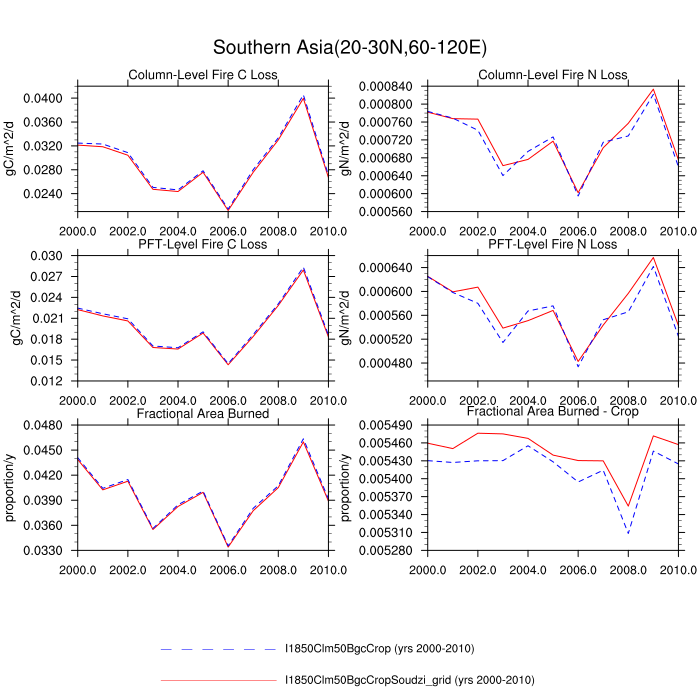 Southern Asia(20-30N,60-120E)
Column-Level Fire C Loss
gC/m^2/d
0.0400
0.0360
0.0320
0.0280
0.0240
2000.0 2002.0 2004.0 2006.0 2008.0 2010.0
Column-Level Fire N Loss
gN/m^2/d
0.000840
0.000800
0.000760
0.000720
0.000680
0.000640
0.000600
0.000560
2000.0 2002.0 2004.0 2006.0 2008.0 2010.0
PFT-Level Fire C Loss
gC/m^2/d
0.030
0.027
0.024
0.021
0.018
0.015
0.012
2000.0 2002.0 2004.0 2006.0 2008.0 2010.0
PFT-Level Fire N Loss
gN/m^2/d
0.000640
0.000600
0.000560
0.000520
0.000480
2000.0 2002.0 2004.0 2006.0 2008.0 2010.0
Fractional Area Burned
proportion/y
0.0480
0.0450
0.0420
0.0390
0.0360
0.0330
2000.0 2002.0 2004.0 2006.0 2008.0 2010.0
Fractional Area Burned - Crop
proportion/y
0.005490
0.005460
0.005430
0.005400
0.005370
0.005340
0.005310
0.005280
2000.0 2002.0 2004.0 2006.0 2008.0 2010.0
I1850Clm50BgcCrop (yrs 2000-2010)
I1850Clm50BgcCropSoudzi_grid (yrs 2000-2010)